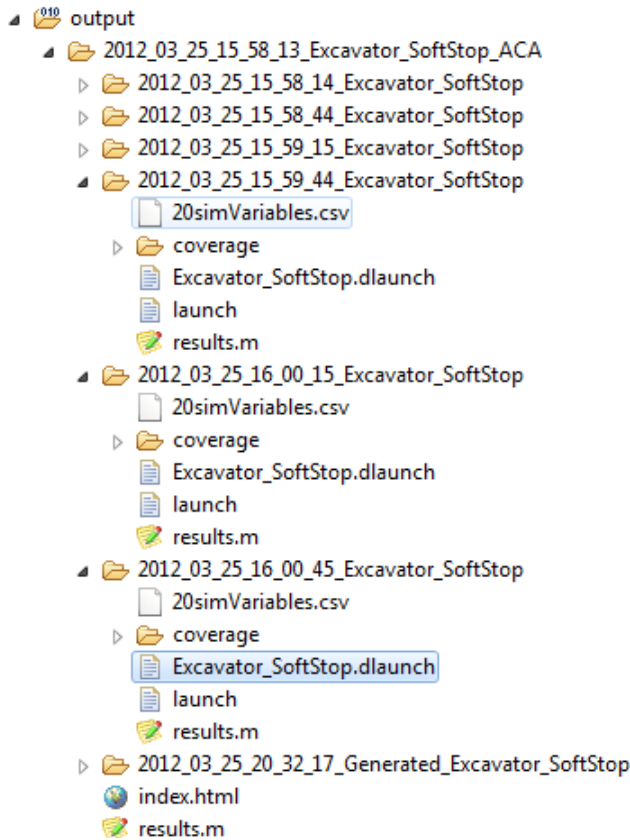 010
output
2012_03_25_15_58_13_Excavator_SoftStop_ACA
2012_03_25_15_58_14_Excavator_SoftStop
2012_03_25_15_58_44_Excavator_SoftStop
2012_03_25_15_59_15_Excavator_SoftStop
2012_03_25_15_59_44_Excavator_SoftStop
20simVariables.csv
coverage
Excavator_SoftStop.dlaunch
launch
results.m
2012_03_25_16_00_15_Excavator_SoftStop
20simVariables.csv
coverage
Excavator_SoftStop.dlaunch
launch
results.m
2012_03_25_16_00_45_Excavator_SoftStop
20simVariables.csv
coverage
Excavator_SoftStop.dlaunch
launch
results.m
2012_03_25_20_32_17_Generated_Excavator_SoftStop
index.html
results.m